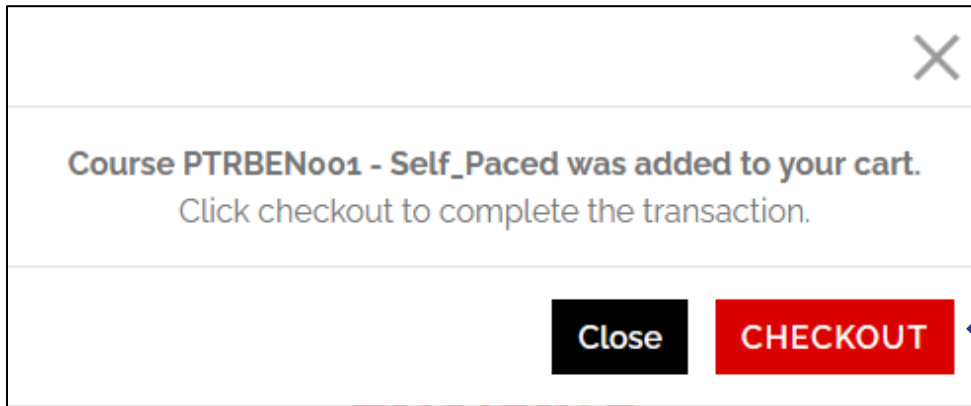 Course PTRBEN001 - Self_Paced was added to your cart.
Click checkout to complete the transaction.
Close CHECKOUT